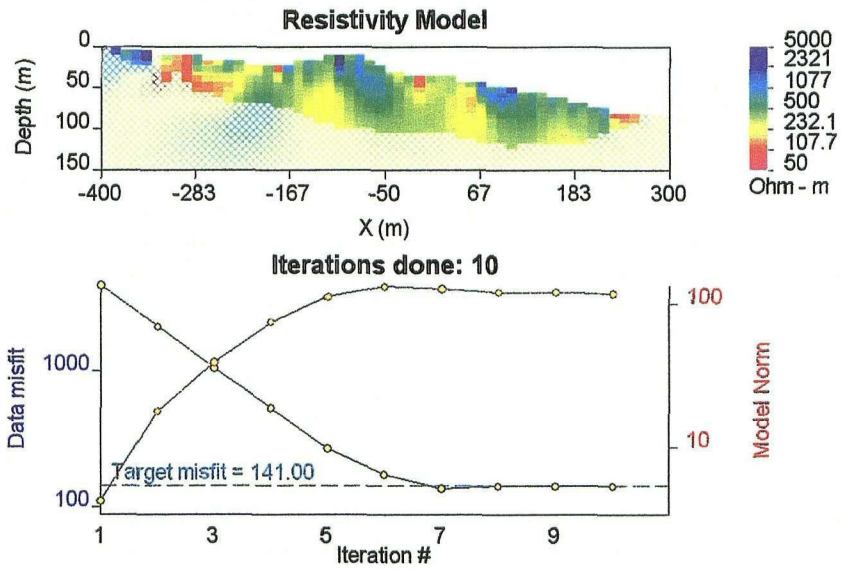 Resistivity Model
Depth (m)
0
50
100
150
-400 -283 -167 -50 67 183 300
X (m)
5000
2321
1077
500
232.1
107.7
50
Ohm - m
Iterations done: 10
Data misfit
1000
100
Target misfit = 141.00
100
10
Model Norm
1 3 5 7 9
Iteration #